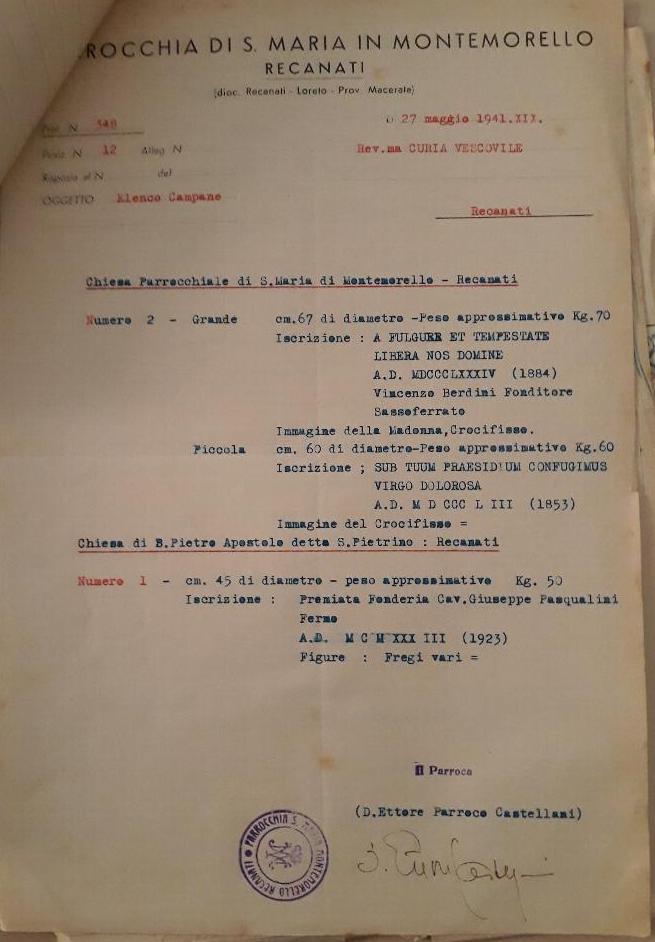 ROCCHIA DI S. MARIA IN MONTEMORELLO
RECANATI
(dioc. Recanati - Loreto - Prov. Macerata)
N 348
27 maggio 1941.XIX.
N 12 Alleg N
Rev.ma CURIA VESCOVILE
Risposta al N. del
OGGETTO Elenco Campane
Recanati
Chiesa Parrocchiale di S.Maria di Montemorello - Recanati
Numero 2 - Grande cm.67 di diametro -Peso approssimativo Kg.70
Iscrizione : A FULGURE ET TEMPESTATE
LIBERA NOS DOMINE
A.D. MDCCCLXXXIV (1884)
Vincenzo Berdini Fonditore
Sassoferrato
Immagine della Madonna,Crocifisso.
Piccola cm. 60 di diametro-Peso approssimativo Kg.60
Iscrizione ; SUB TUUM PRAESIDIUM CONFUGIMUS
VIRGO DOLOROSA
A.D. M D CCC L III (1853)
Immagine del Crocifisso =
Chiesa di B.Pietro Apostolo detta S.Pietrino : Recanati
Numero 1 - cm. 45 di diametro - peso approssimativo Kg. 50
Iscrizione : Premiata Fonderia Cav.Giuseppe Pasqualini
Fermo
A.D. M C M XXX III (1923)
Figure : Fregi vari =
Il Parroco
(D.Ettore Parroco Castellani)
PARROCCHIA S. MARIA MONTEMORELLO RECANATI